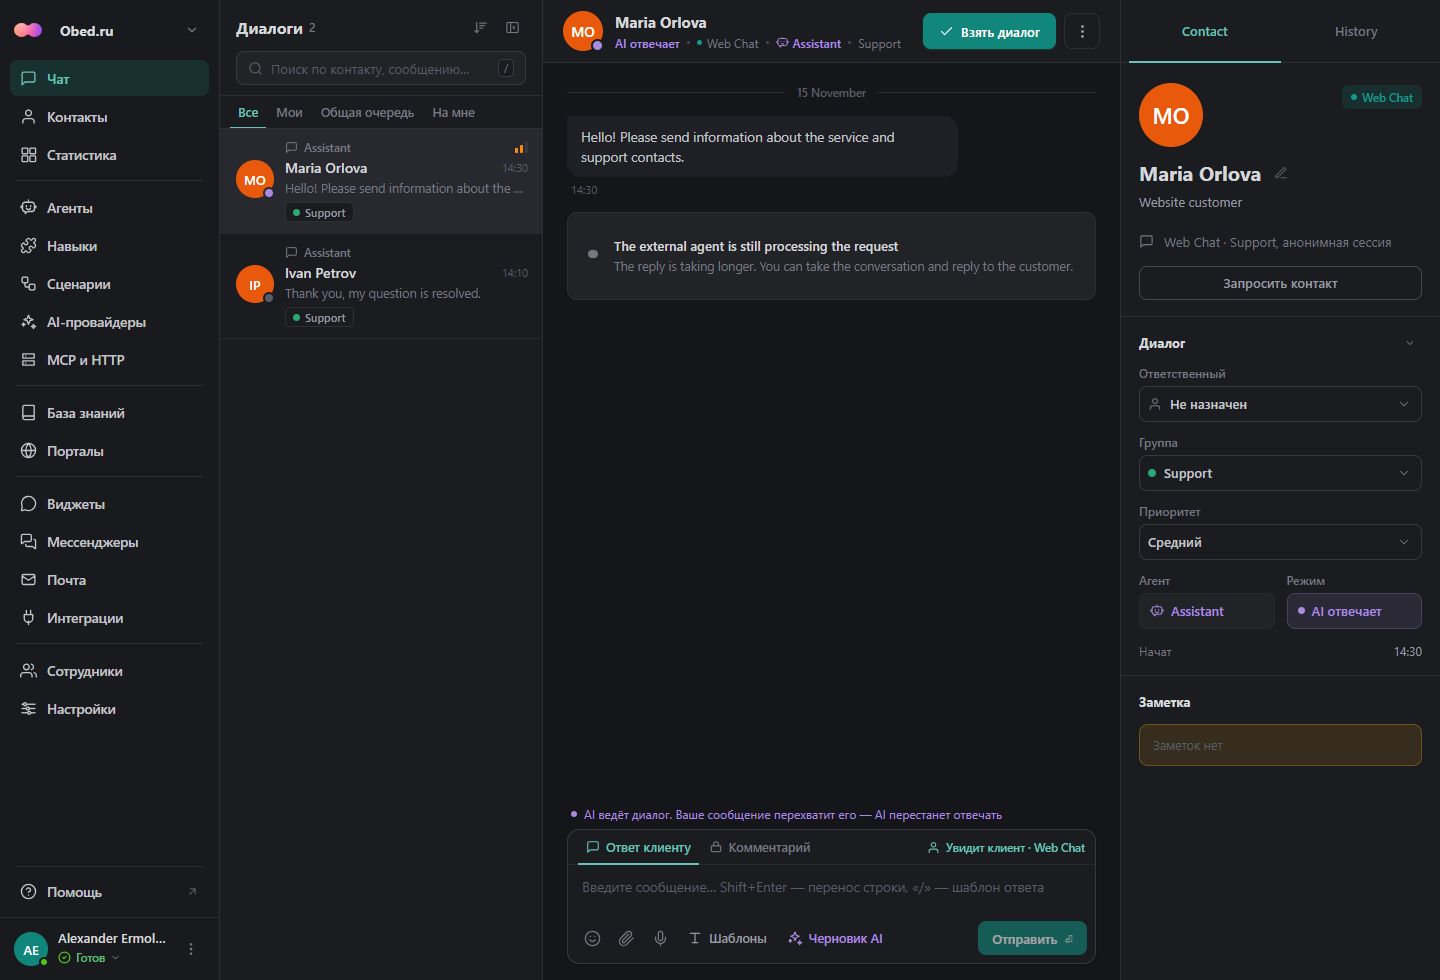 Obed.ru
Чат
Контакты
Статистика
Агенты
Навыки
Сценарии
AI-провайдеры
MCP и HTTP
База знаний
Порталы
Виджеты
Мессенджеры
Почта
Интеграции
Сотрудники
Настройки
Помощь
AE
Alexander Ermol...
Готов
Диалоги 2
Поиск по контакту, сообщению... /
Все Мои Общая очередь На мне
Assistant
MO
Maria Orlova 14:30
Hello! Please send information about the ...
Support
Assistant
IP
Ivan Petrov 14:10
Thank you, my question is resolved.
Support
MO
Maria Orlova
AI отвечает • Web Chat • Assistant • Support
Взять диалог
15 November
Hello! Please send information about the service and
support contacts.
14:30
The external agent is still processing the request
The reply is taking longer. You can take the conversation and reply to the customer.
AI ведёт диалог. Ваше сообщение перехватит его — AI перестанет отвечать
Ответ клиенту Комментарий Увидит клиент · Web Chat
Введите сообщение... Shift+Enter — перенос строки, «/» — шаблон ответа
Шаблоны Черновик AI Отправить
Contact History
MO
Web Chat
Maria Orlova
Website customer
Web Chat · Support, анонимная сессия
Запросить контакт
Диалог
Ответственный
Не назначен
Группа
Support
Приоритет
Средний
Агент Режим
Assistant AI отвечает
Начат 14:30
Заметка
Заметок нет